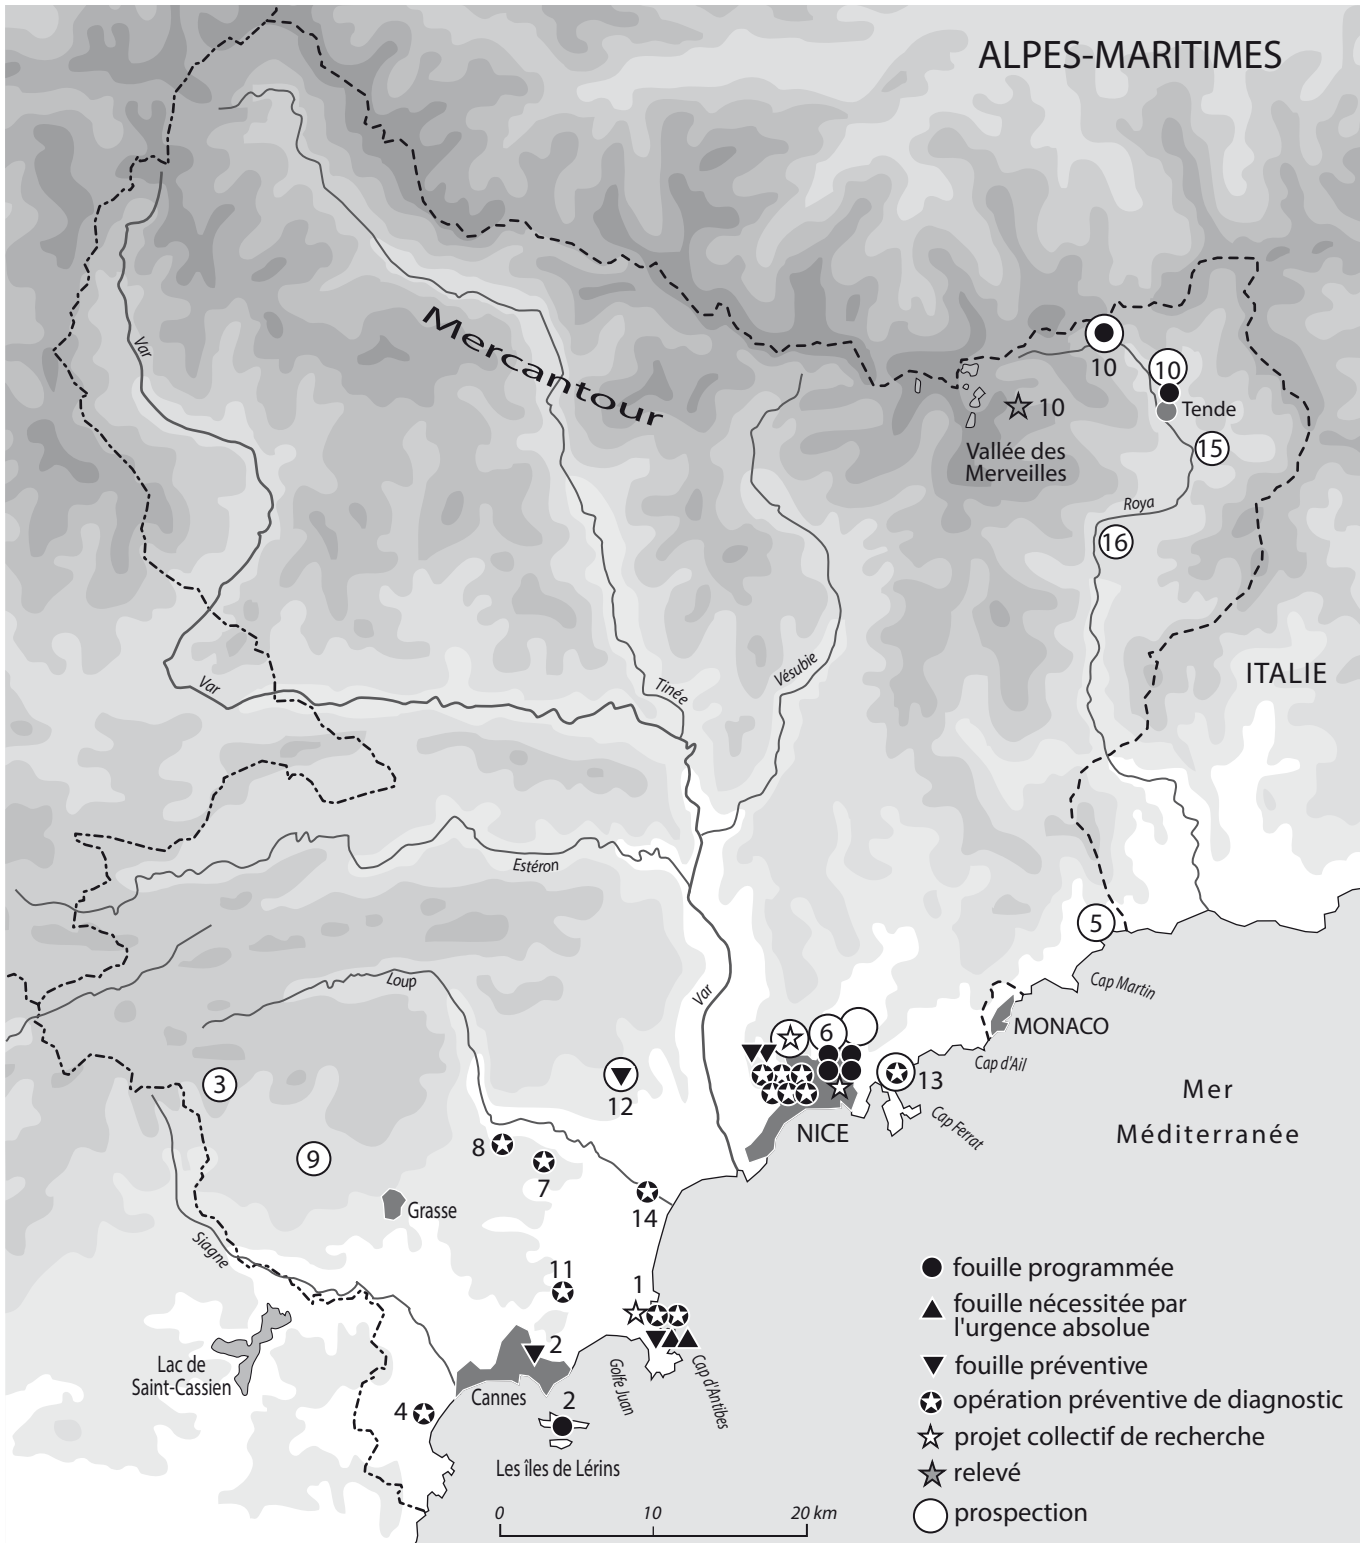 ALPES-MARITIMES
Mercantour
Var
10
10
10
Tende
Vallée des
Merveilles
15
Roya
16
ITALIE
Var
Tinée
Vésubie
Estéron
5
Loup
Var
Cap Martin
MONACO
Cap d'Ail
6
3
12
13
Cap Ferrat
Mer
Méditerranée
NICE
8
7
9
Grasse
14
Siagne
11
1
2
Lac de
Saint-Cassien
Cannes
Golfe Juan
Cap d'Antibes
4
2
Les îles de Lérins
fouille programmée
fouille nécessitée par
l'urgence absolue
fouille préventive
opération préventive de diagnostic
projet collectif de recherche
relevé
prospection
0 10 20 km